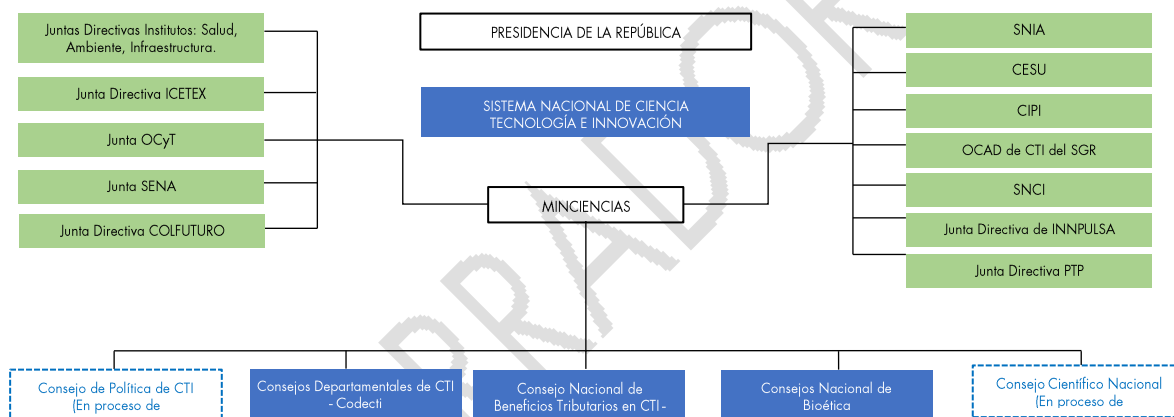 Juntas Directivas Institutos: Salud,
Ambiente, Infraestructura.
Junta Directiva ICETEX
Junta OCyT
Junta SENA
Junta Directiva COLFUTURO
PRESIDENCIA DE LA REPÚBLICA
SISTEMA NACIONAL DE CIENCIA
TECNOLOGÍA E INNOVACIÓN
MINCIENCIAS
SNIA
CESU
CIPI
OCAD de CTI del SGR
SNCI
Junta Directiva de INNPULSA
Junta Directiva PTP
Consejo de Política de CTI
(En proceso de
Consejos Departamentales de CTI
- Codecti
Consejo Nacional de
Beneficios Tributarios en CTI -
Consejos Nacional de
Bioética
Consejo Científico Nacional
(En proceso de
RRADOR